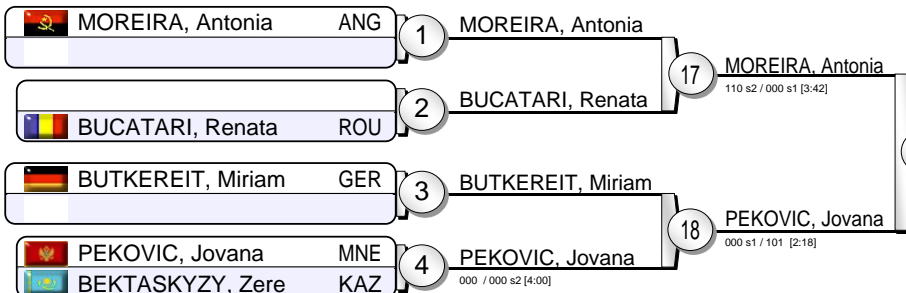 MOREIRA, Antonia ANG
1
MOREIRA, Antonia
17
MOREIRA, Antonia
110 s2 / 000 s1 [3:42]
2
BUCATARI, Renata
BUCATARI, Renata ROU
BUTKEREIT, Miriam GER
3
BUTKEREIT, Miriam
18
PEKOVIC, Jovana
000 s1 / 101 [2:18]
PEKOVIC, Jovana MNE
4
PEKOVIC, Jovana
000 / 000 s2 [4:00]
BEKTASKYZY, Zere KAZ